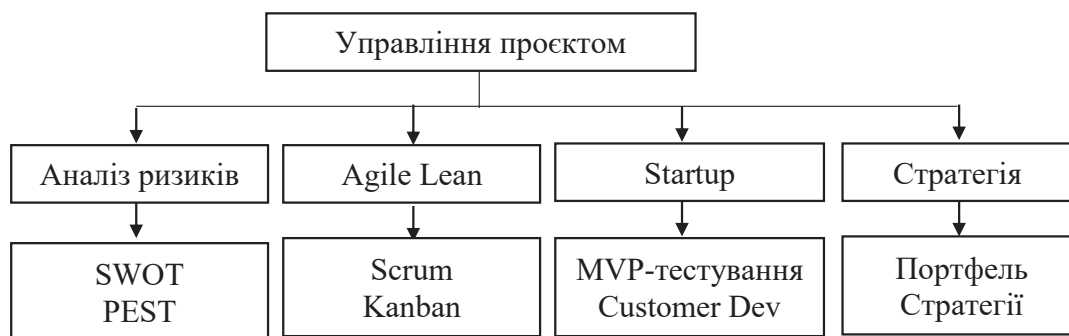 Управління проєктом
Аналіз ризиків
Agile Lean
Startup
Стратегія
SWOT
PEST
Scrum
Kanban
MVP-тестування
Customer Dev
Портфель
Стратегії